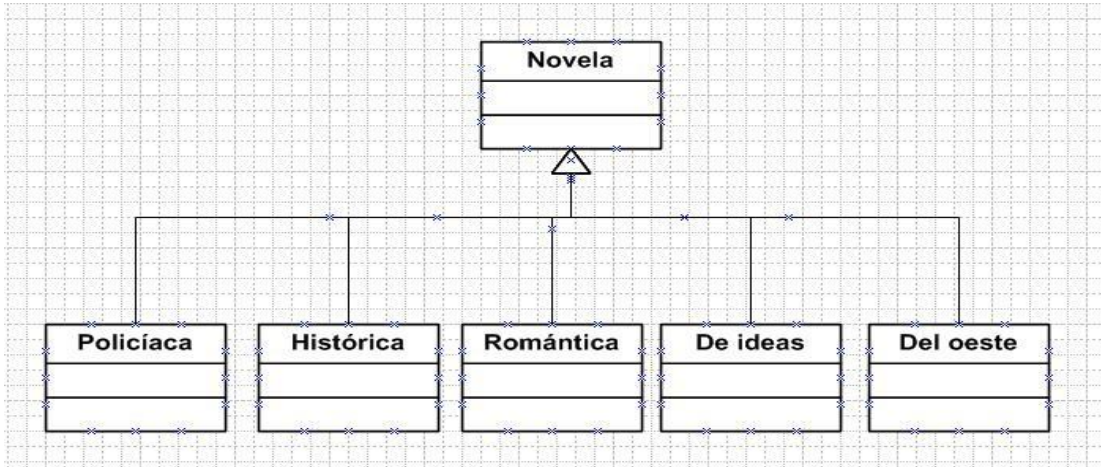 Novela
Policíaca
Histórica
Romántica
De ideas
Del oeste